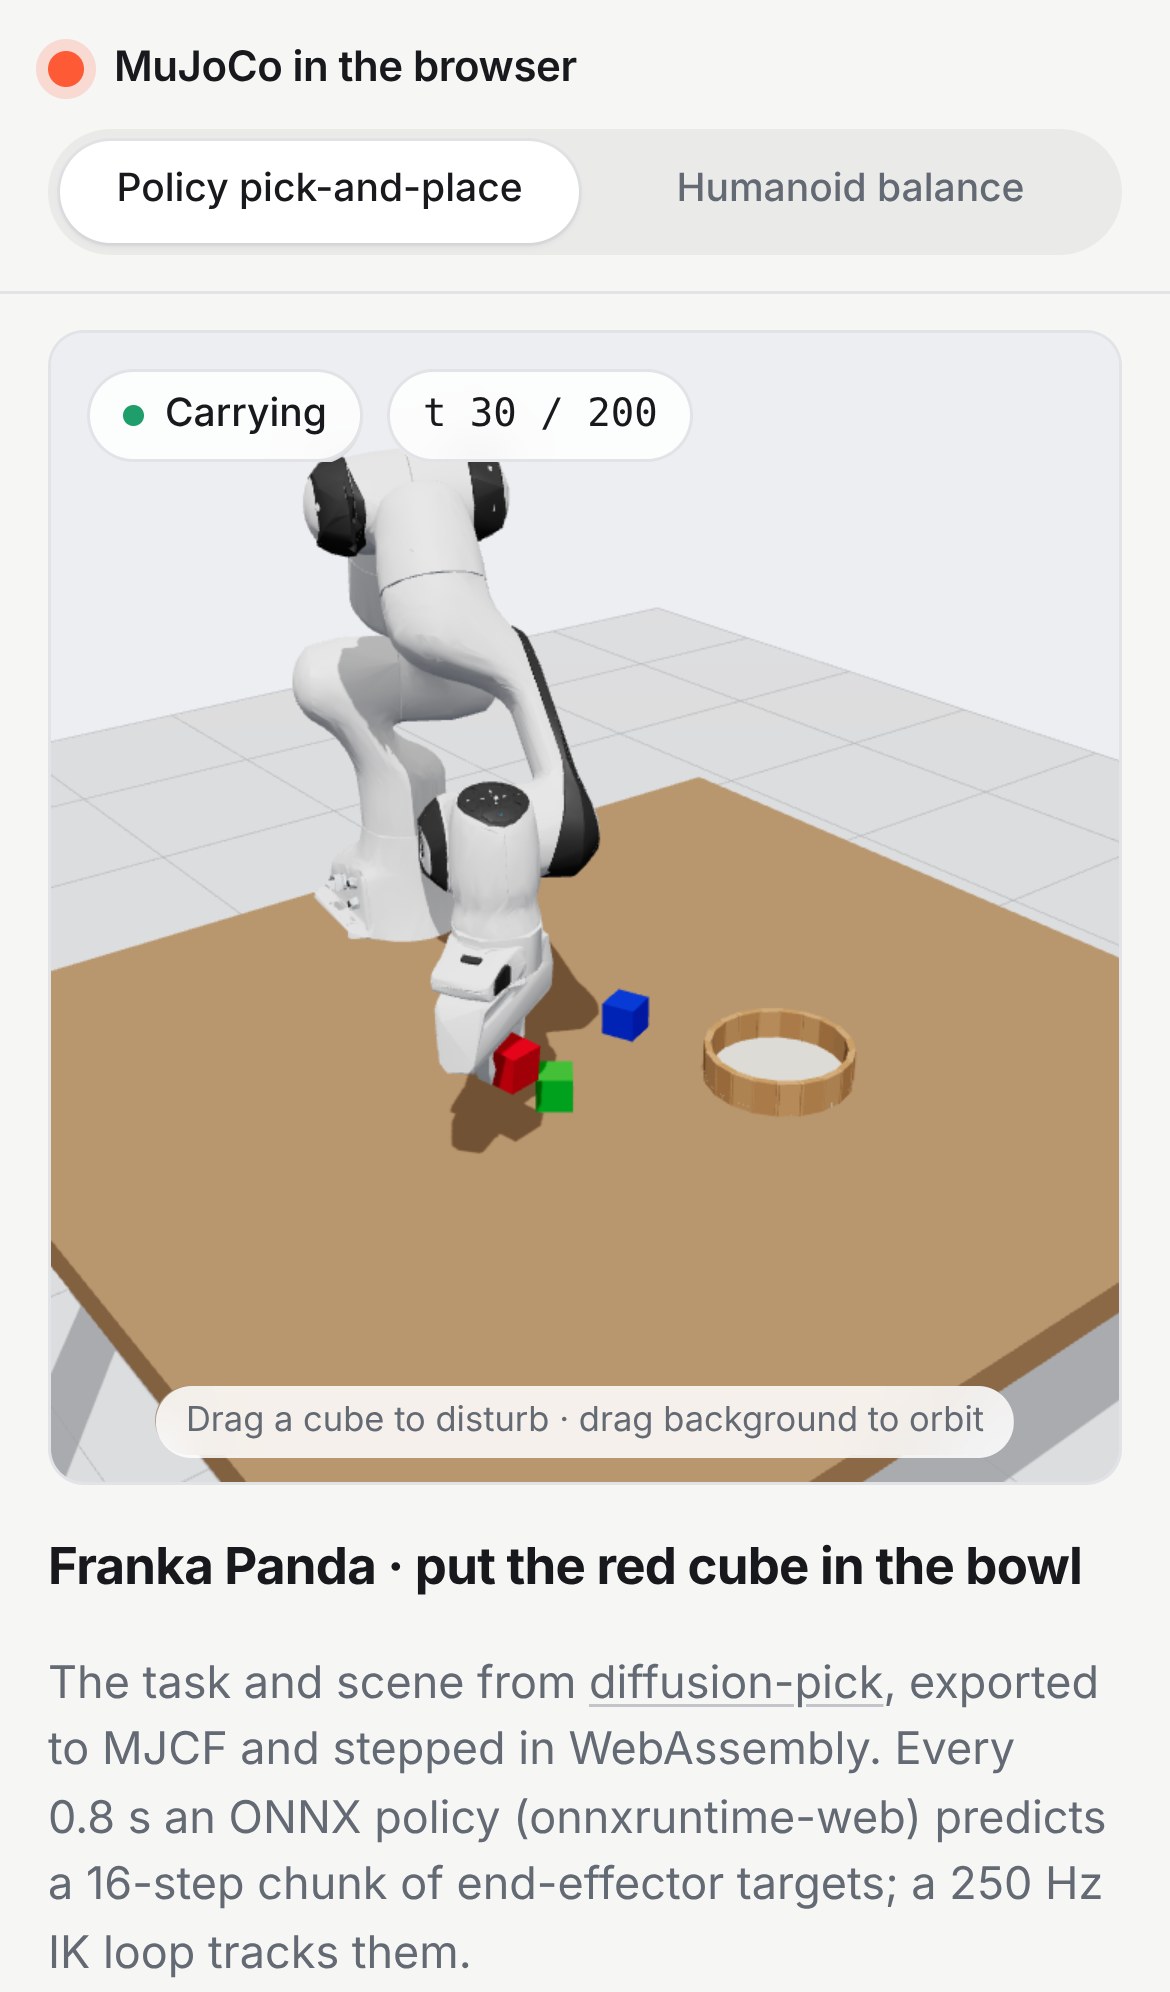 MuJoCo in the browser
Policy pick-and-place
Humanoid balance
Carrying
t 30 / 200
Drag a cube to disturb · drag background to orbit
Franka Panda · put the red cube in the bowl
The task and scene from diffusion-pick, exported
to MJCF and stepped in WebAssembly. Every
0.8 s an ONNX policy (onnxruntime-web) predicts
a 16-step chunk of end-effector targets; a 250 Hz
IK loop tracks them.